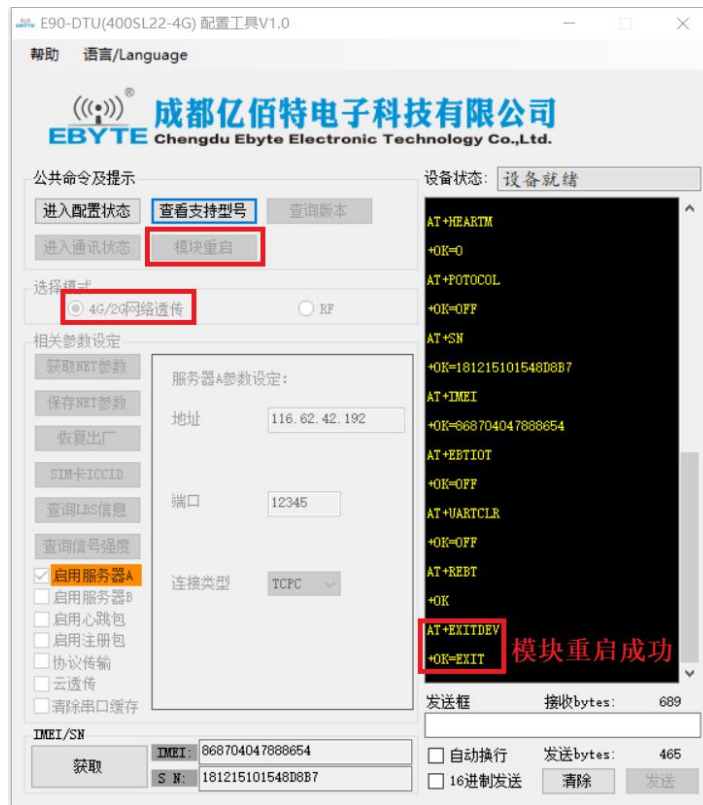 E90-DTU(400SL22-4G) 配置工具V1.0
帮助 语言/Language
EBYTE ®
成都亿佰特电子科技有限公司
Chengdu Ebyte Electronic Technology Co.,Ltd.
公共命令及提示
进入配置状态 查看支持型号 查询版本
进入通讯状态 模块重启
选择模式
4G/2G网络透传 RF
相关参数设定
获取NET参数
保存NET参数
恢复出厂
SIM卡ICCID
查询LBS信息
查询信号强度
启用服务器A
启用服务器B
启用心跳包
启用注册包
协议传输
云透传
清除串口缓存
服务器A参数设定:
地址 116.62.42.192
端口 12345
连接类型 TCPC
IMEI/SN
获取
IMEI: 868704047888654
S N: 181215101548D8B7
设备状态: 设备就绪
AT+HEARTM
+OK=0
AT+POTOCOL
+OK=OFF
AT+SN
+OK=181215101548D8B7
AT+IMEI
+OK=868704047888654
AT+EBTIOT
+OK=OFF
AT+UARTCLR
+OK=OFF
AT+REBT
+OK
AT+EXITDEV
+OK=EXIT
模块重启成功
发送框 接收bytes: 689
自动换行 发送bytes: 465
16进制发送 清除 发送